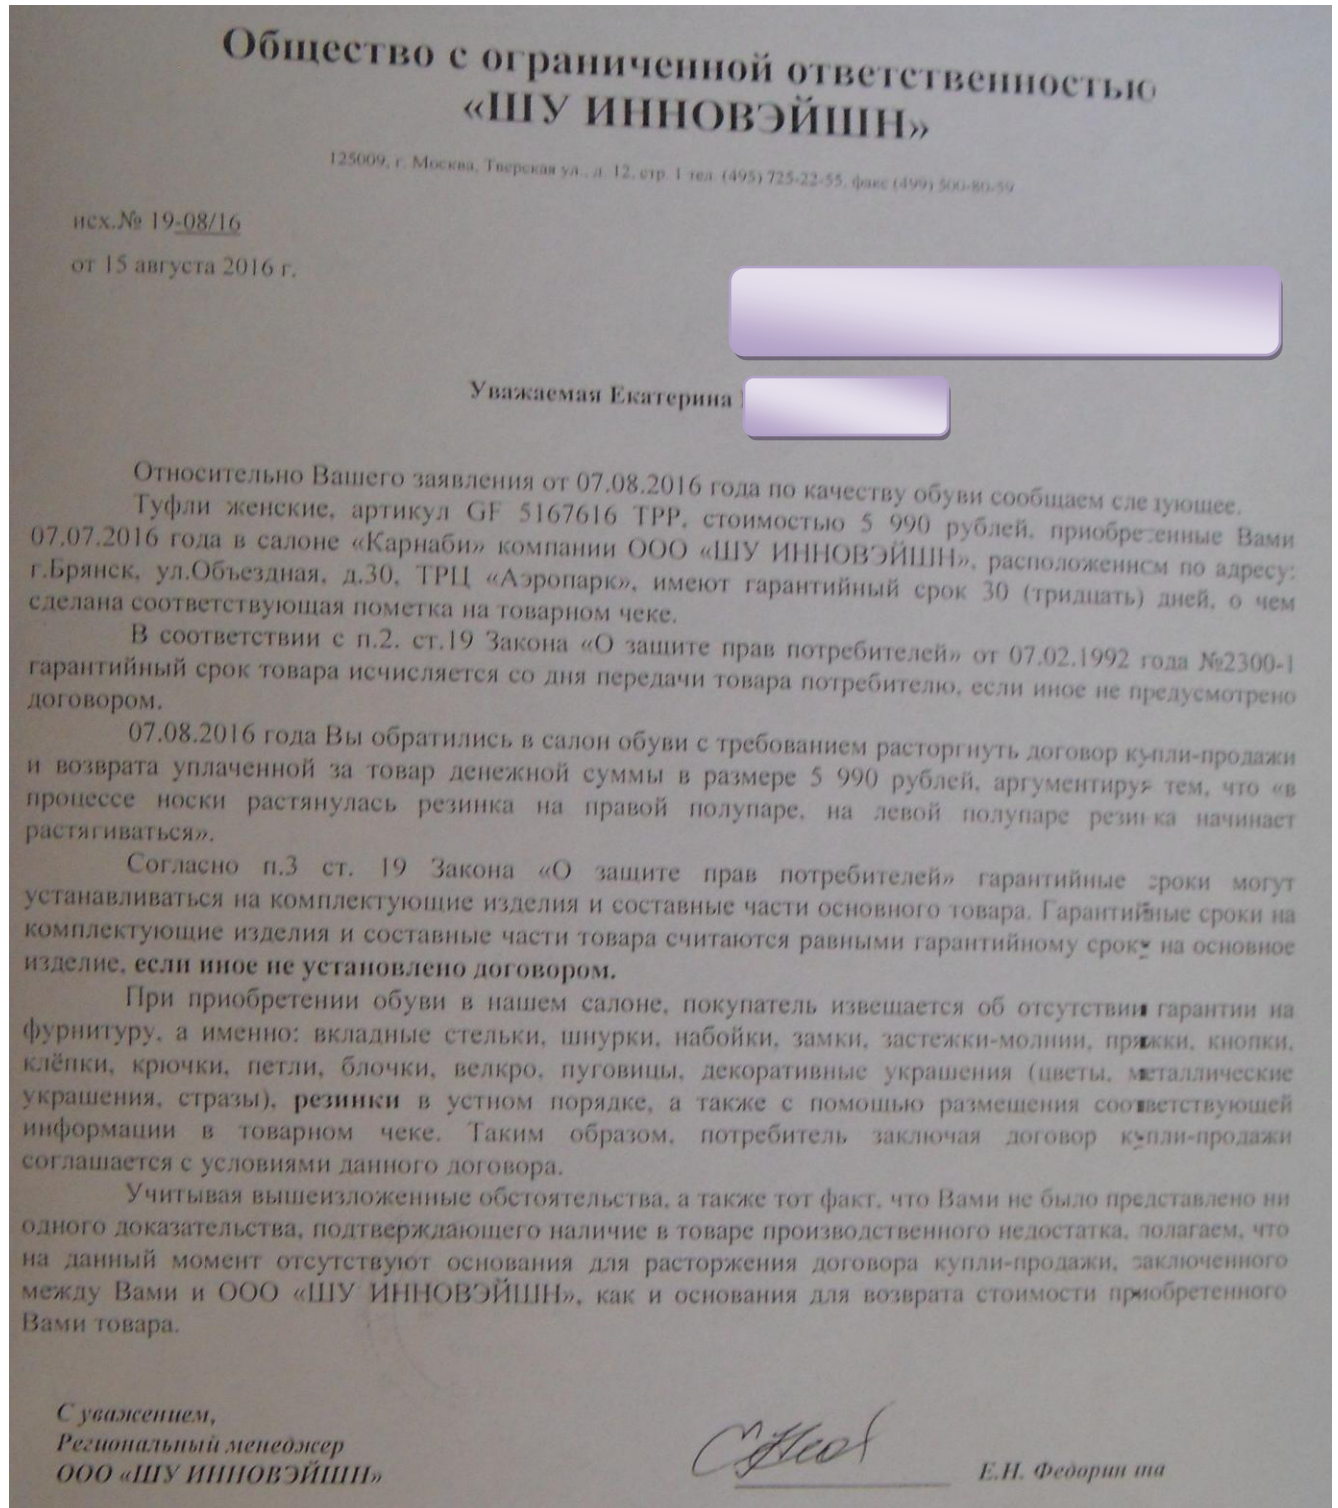 Общество с ограниченной ответственностью
«ШУ ИННОВЭЙШН»
125009, г. Москва, Тверская ул., д. 12, стр. 1 тел. (495) 725-22-55, факс (499) 500-80-59
исх.№ 19-08/16
от 15 августа 2016 г.
Уважаемая Екатерина
Относительно Вашего заявления от 07.08.2016 года по качеству обуви сообщаем следующее.
Туфли женские, артикул GF 5167616 TPP, стоимостью 5 990 рублей, приобретенные Вами
07.07.2016 года в салоне «Карнаби» компании ООО «ШУ ИННОВЭЙШН», расположенном по адресу:
г.Брянск, ул.Объездная, д.30, ТРЦ «Аэропарк», имеют гарантийный срок 30 (тридцать) дней, о чем
сделана соответствующая пометка на товарном чеке.
В соответствии с п.2. ст.19 Закона «О защите прав потребителей» от 07.02.1992 года №2300-1
гарантийный срок товара исчисляется со дня передачи товара потребителю, если иное не предусмотрено
договором.
07.08.2016 года Вы обратились в салон обуви с требованием расторгнуть договор купли-продажи
и возврата уплаченной за товар денежной суммы в размере 5 990 рублей, аргументируя тем, что «в
процессе носки растянулась резинка на правой полупаре, на левой полупаре резинка начинает
растягиваться».
Согласно п.3 ст. 19 Закона «О защите прав потребителей» гарантийные сроки могут
устанавливаться на комплектующие изделия и составные части основного товара. Гарантийные сроки на
комплектующие изделия и составные части товара считаются равными гарантийному сроку на основное
изделие, если иное не установлено договором.
При приобретении обуви в нашем салоне, покупатель извещается об отсутствии гарантии на
фурнитуру, а именно: вкладные стельки, шнурки, набойки, замки, застежки-молнии, пряжки, кнопки,
клёпки, крючки, петли, блочки, велкро, пуговицы, декоративные украшения (цветы, металлические
украшения, стразы), резинки в устном порядке, а также с помощью размещения соответствующей
информации в товарном чеке. Таким образом, потребитель заключая договор купли-продажи
соглашается с условиями данного договора.
Учитывая вышеизложенные обстоятельства, а также тот факт, что Вами не было представлено ни
одного доказательства, подтверждающего наличие в товаре производственного недостатка, полагаем, что
на данный момент отсутствуют основания для расторжения договора купли-продажи, заключенного
между Вами и ООО «ШУ ИННОВЭЙШН», как и основания для возврата стоимости приобретенного
Вами товара.
С уважением,
Региональный менеджер
ООО «ШУ ИННОВЭЙШН»
Е.Н.